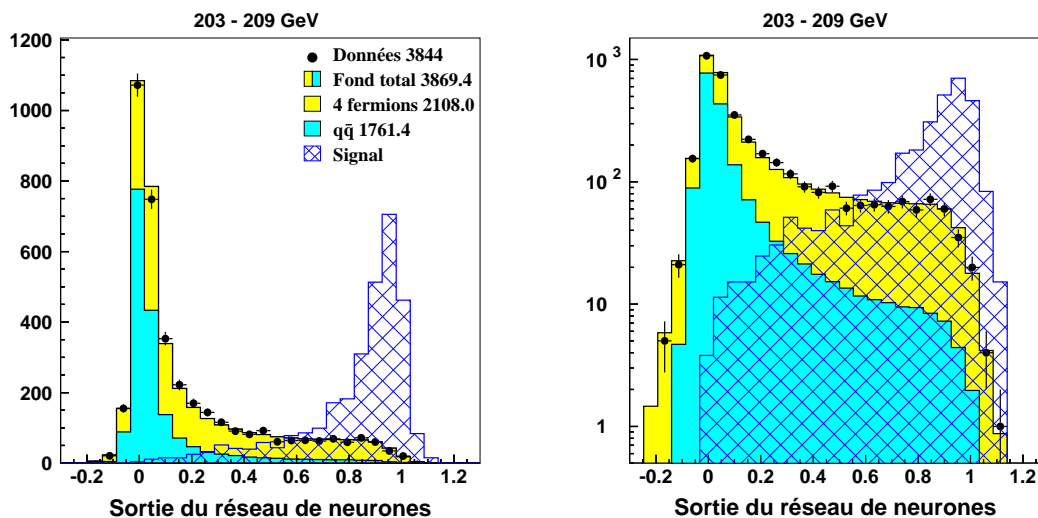 203 - 209 GeV
1200
1000
800
600
400
200
0
Données 3844
Fond total 3869.4
4 fermions 2108.0
qq̄ 1761.4
Signal
-0.2 0 0.2 0.4 0.6 0.8 1 1.2
Sortie du réseau de neurones
203 - 209 GeV
10³
10²
10
1
-0.2 0 0.2 0.4 0.6 0.8 1 1.2
Sortie du réseau de neurones